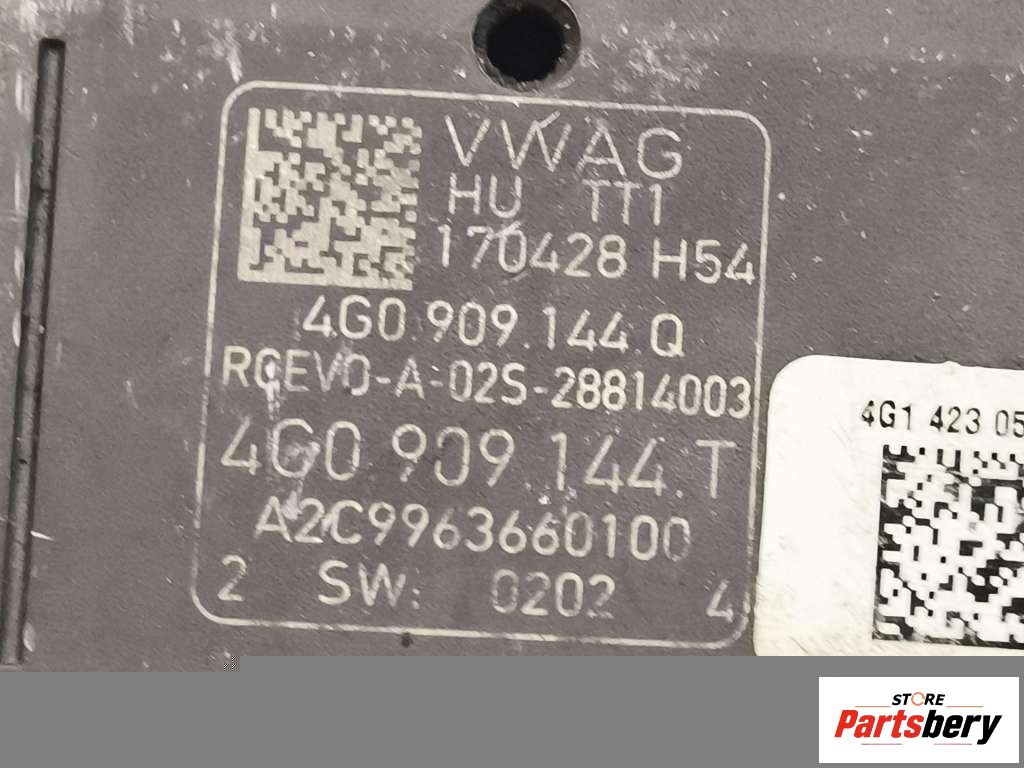 VWAG
HU TT1
170428 H54
4G0.909.144.Q
RCEVO-A-02S-28814003
4G0.909.144.T
A2C9963660100
2 SW: 0202 4
4G1 423 05
STORE
Partsbery